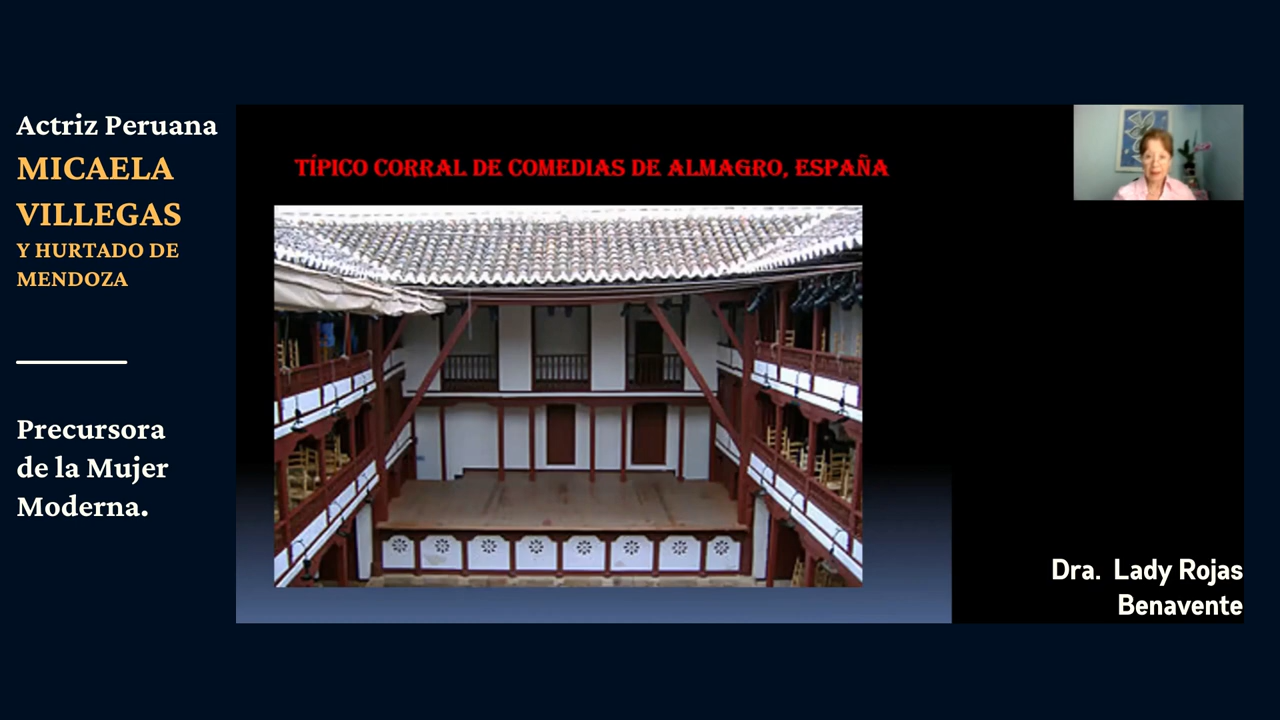 Actriz Peruana
MICAELA
VILLEGAS
Y HURTADO DE
MENDOZA
Precursora
de la Mujer
Moderna.
TÍPICO CORRAL DE COMEDIAS DE ALMAGRO, ESPAÑA
Dra. Lady Rojas
Benavente